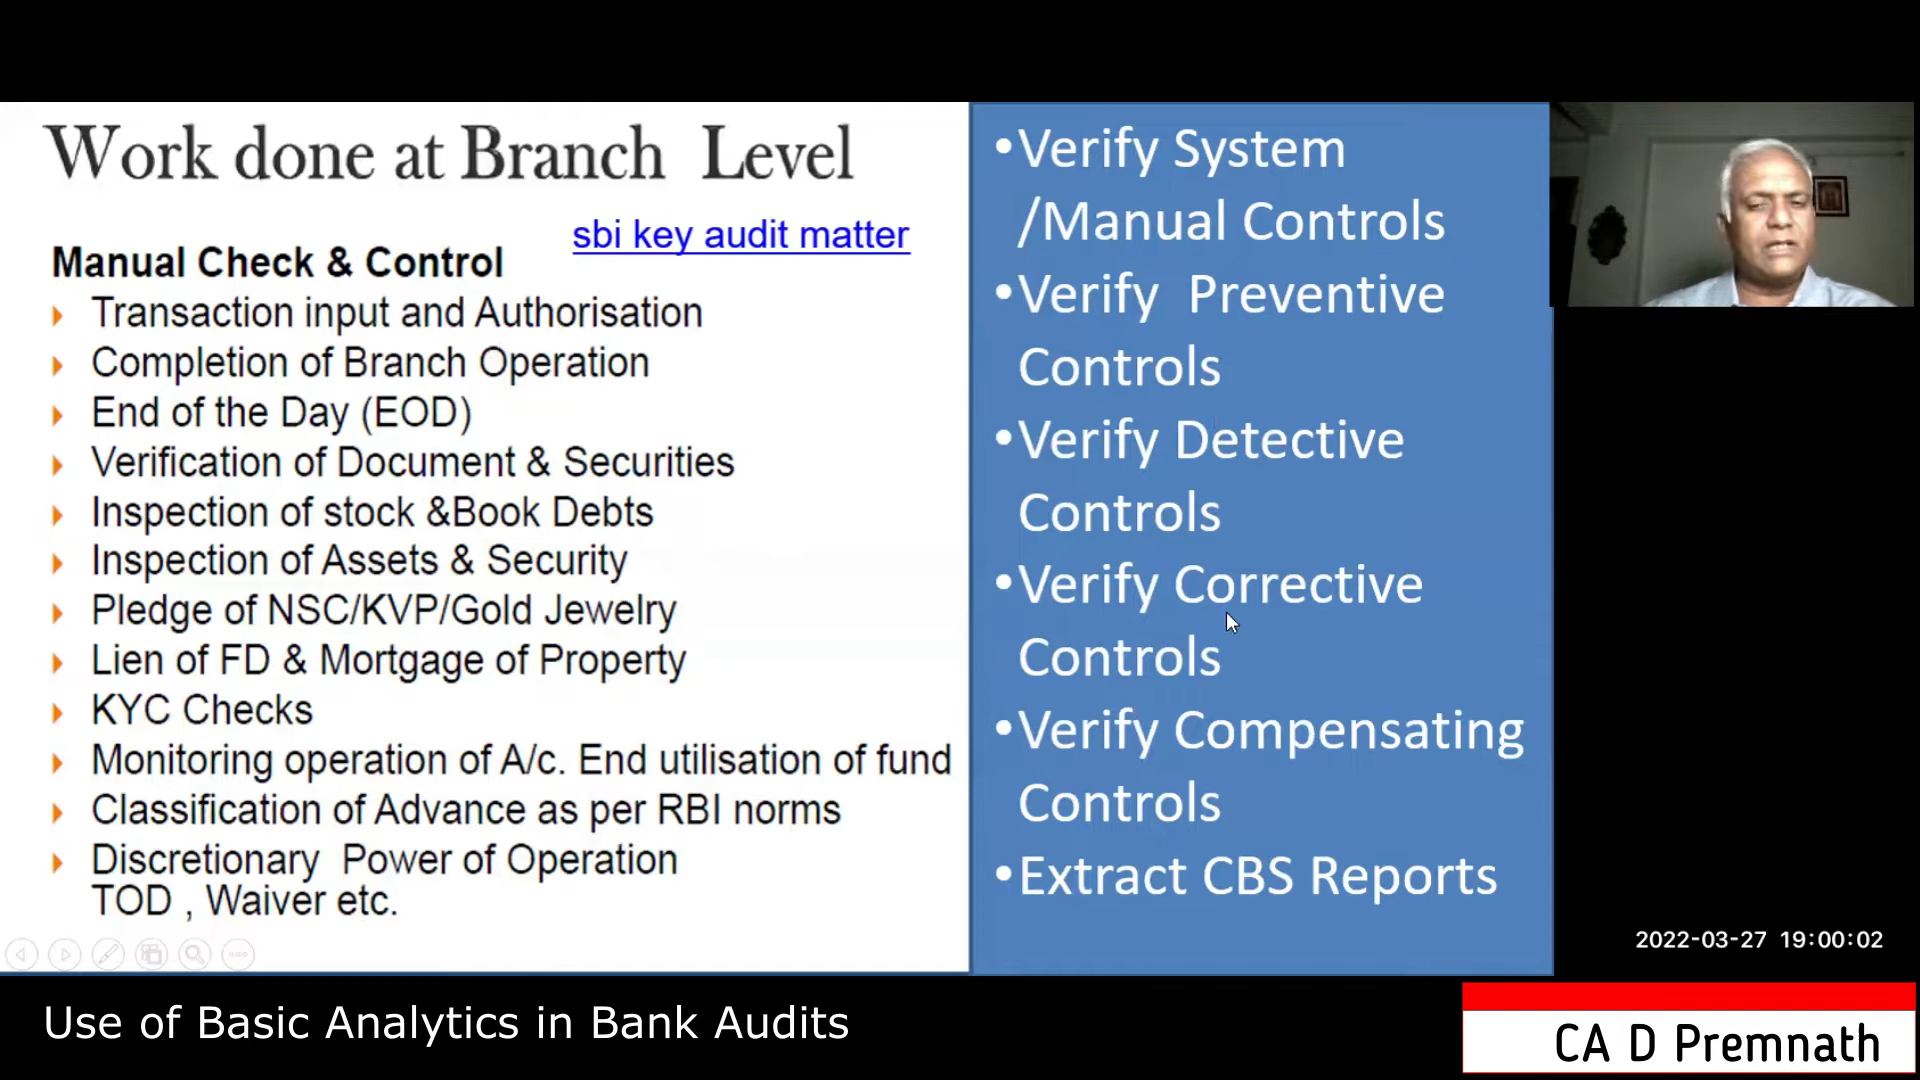 Work done at Branch Level
sbi key audit matter
Manual Check & Control
Transaction input and Authorisation
Completion of Branch Operation
End of the Day (EOD)
Verification of Document & Securities
Inspection of stock &Book Debts
Inspection of Assets & Security
Pledge of NSC/KVP/Gold Jewelry
Lien of FD & Mortgage of Property
KYC Checks
Monitoring operation of A/c. End utilisation of fund
Classification of Advance as per RBI norms
Discretionary Power of Operation
TOD , Waiver etc.
•Verify System
/Manual Controls
•Verify Preventive
Controls
•Verify Detective
Controls
•Verify Corrective
Controls
•Verify Compensating
Controls
•Extract CBS Reports
2022-03-27 19:00:02
Use of Basic Analytics in Bank Audits
CA D Premnath